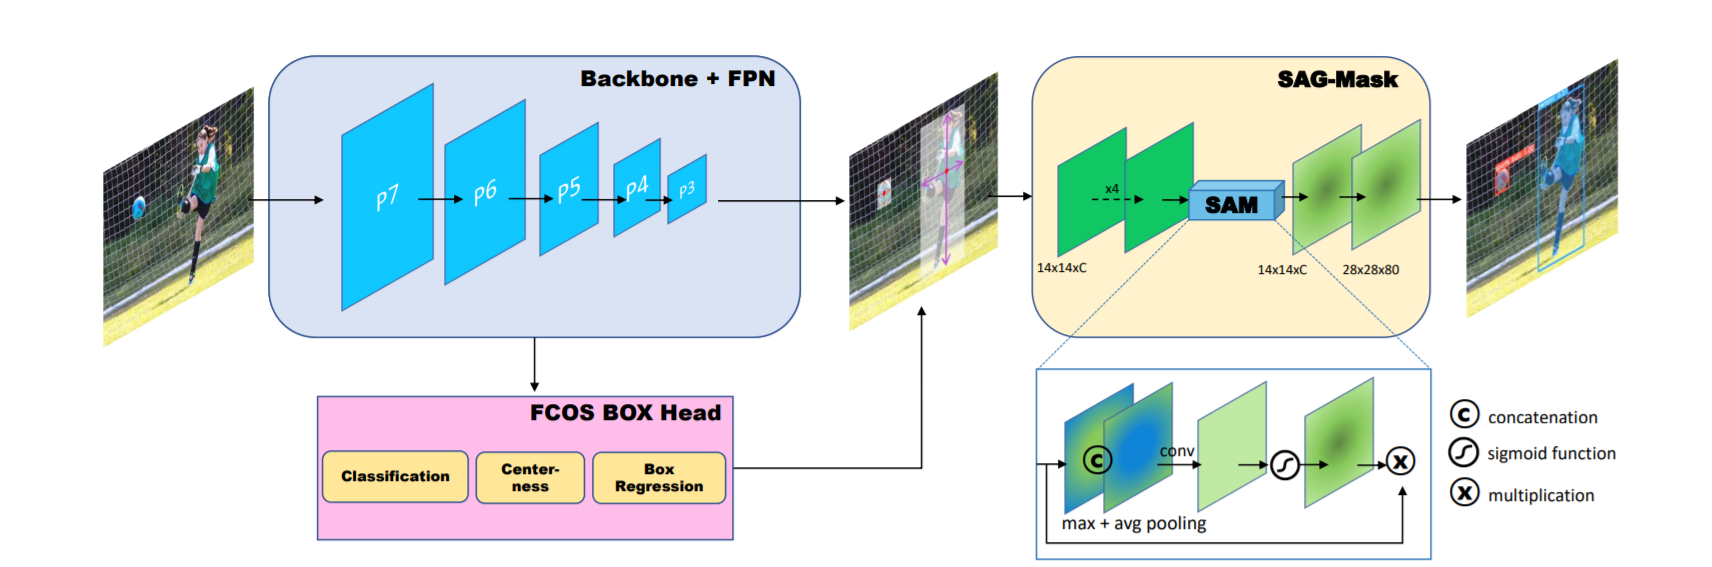 Backbone + FPN
P7
P6
P5
P4
P3
FCOS BOX Head
Classification
Center-
ness
Box
Regression
SAG-Mask
x4
SAM
14x14xC
14x14xC
28x28x80
conv
max + avg pooling
C
concatenation
sigmoid function
X
multiplication
C
X